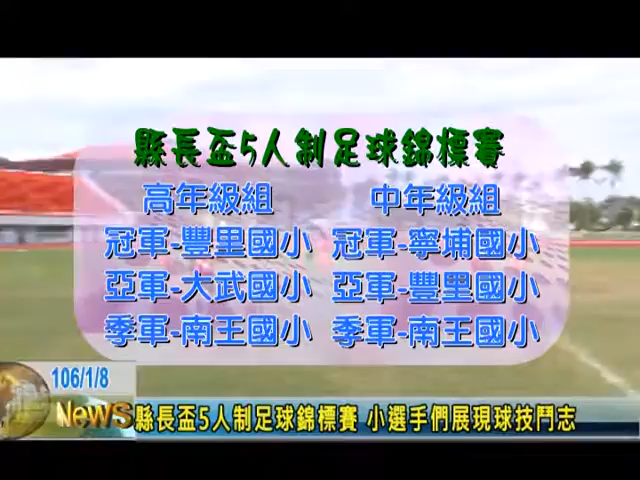 縣長盃5人制足球錦標賽
高年級組 中年級組
冠軍-豐里國小 冠軍-寧埔國小
亞軍-大武國小 亞軍-豐里國小
季軍-南王國小 季軍-南王國小
106/1/8
NeWS 縣長盃5人制足球錦標賽 小選手們展現球技鬥志